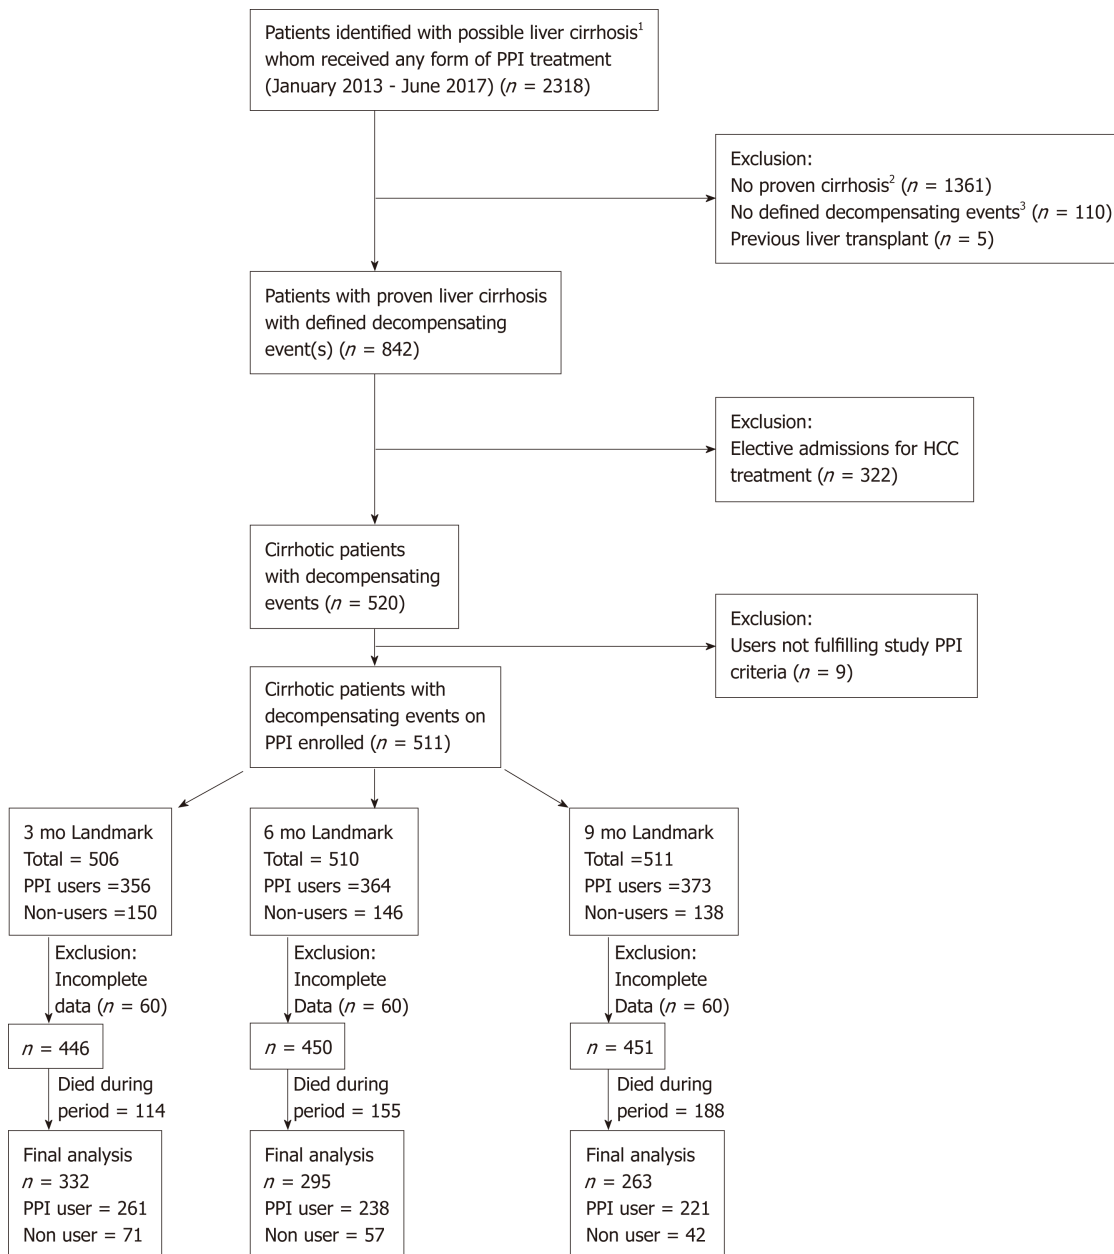 Patients identified with possible liver cirrhosis¹
whom received any form of PPI treatment
(January 2013 - June 2017) (n = 2318)
Exclusion:
No proven cirrhosis² (n = 1361)
No defined decompensating events³ (n = 110)
Previous liver transplant (n = 5)
Patients with proven liver cirrhosis
with defined decompensating
event(s) (n = 842)
Exclusion:
Elective admissions for HCC
treatment (n = 322)
Cirrhotic patients
with decompensating
events (n = 520)
Exclusion:
Users not fulfilling study PPI
criteria (n = 9)
Cirrhotic patients with
decompensating events on
PPI enrolled (n = 511)
3 mo Landmark
Total = 506
PPI users =356
Non-users =150
6 mo Landmark
Total = 510
PPI users =364
Non-users = 146
9 mo Landmark
Total =511
PPI users =373
Non-users = 138
Exclusion:
Incomplete
data (n = 60)
Exclusion:
Incomplete
Data (n = 60)
Exclusion:
Incomplete
Data (n = 60)
n = 446
n = 450
n = 451
Died during
period = 114
Died during
period = 155
Died during
period = 188
Final analysis
n = 332
PPI user = 261
Non user = 71
Final analysis
n = 295
PPI user = 238
Non user = 57
Final analysis
n = 263
PPI user = 221
Non user = 42